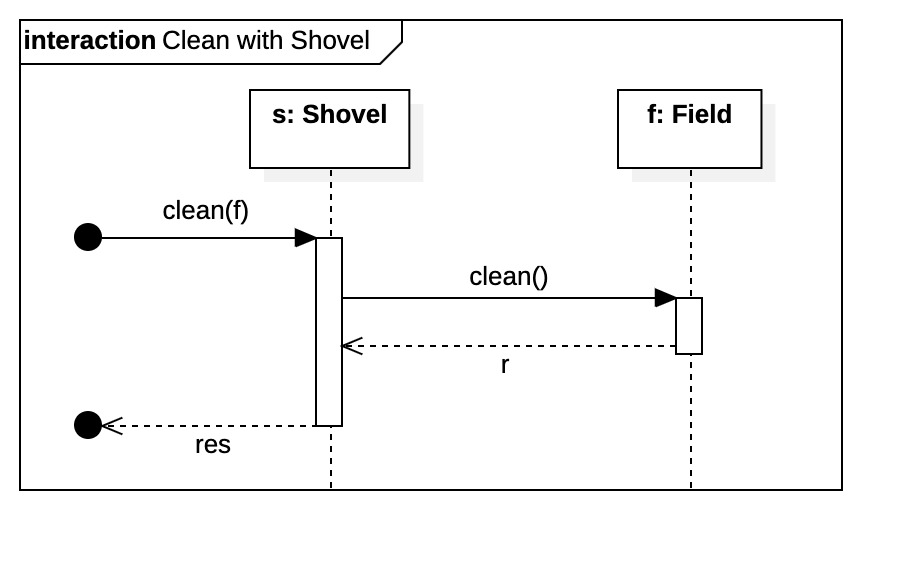 interaction Clean with Shovel
s: Shovel
f: Field
clean(f)
clean()
r
res